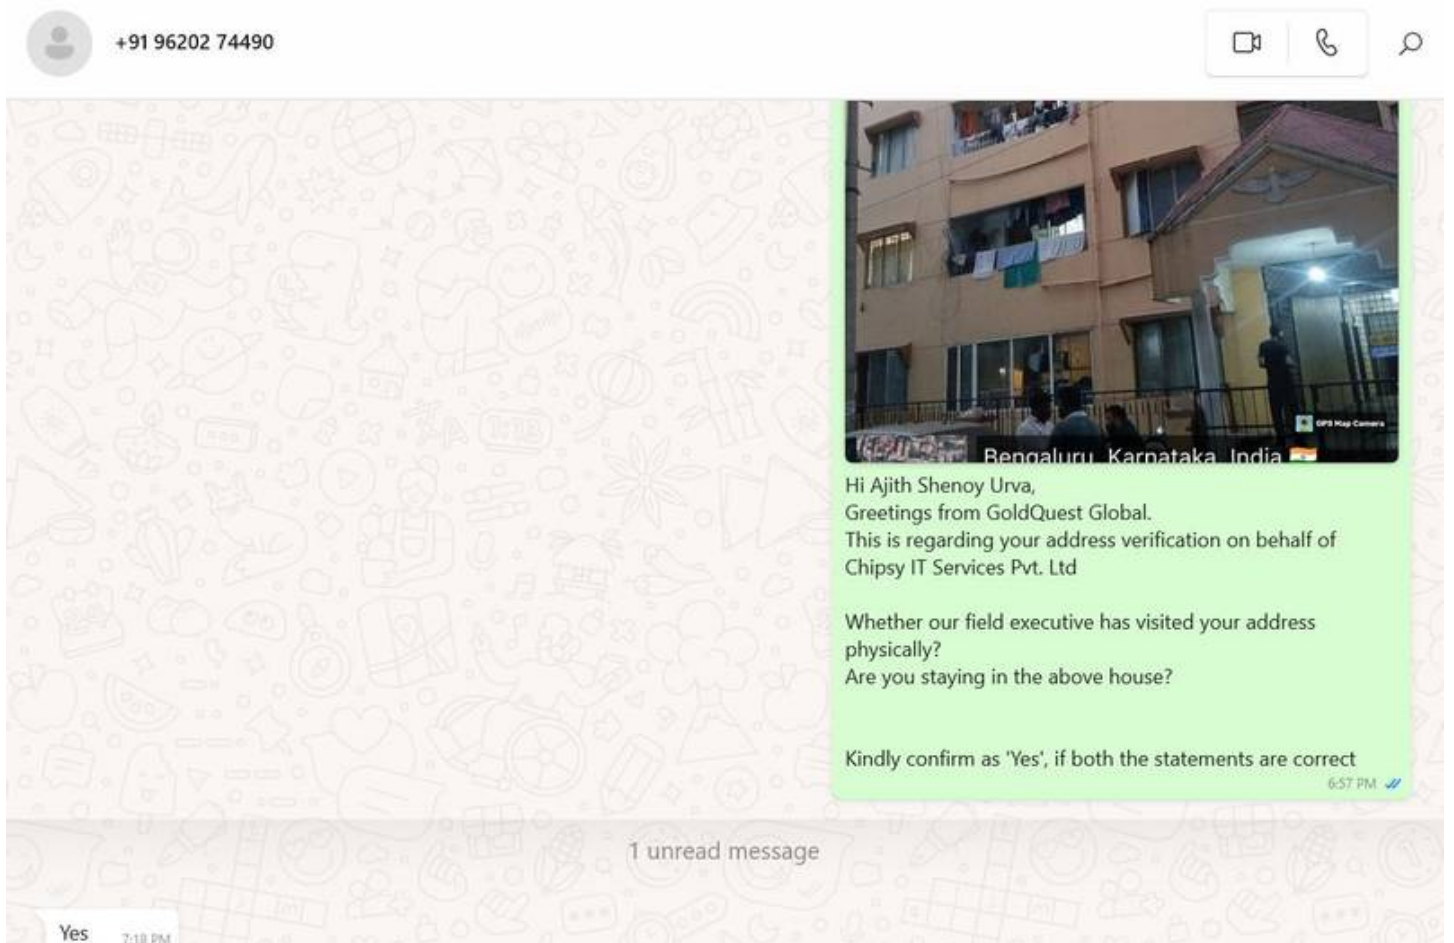 +91 96202 74490
GPS Map Camera
Bengaluru, Karnataka, India
Hi Ajith Shenoy Urva,
Greetings from GoldQuest Global.
This is regarding your address verification on behalf of
Chipsy IT Services Pvt. Ltd
Whether our field executive has visited your address
physically?
Are you staying in the above house?
Kindly confirm as 'Yes', if both the statements are correct
6:57 PM
1 unread message
Yes
7:18 PM